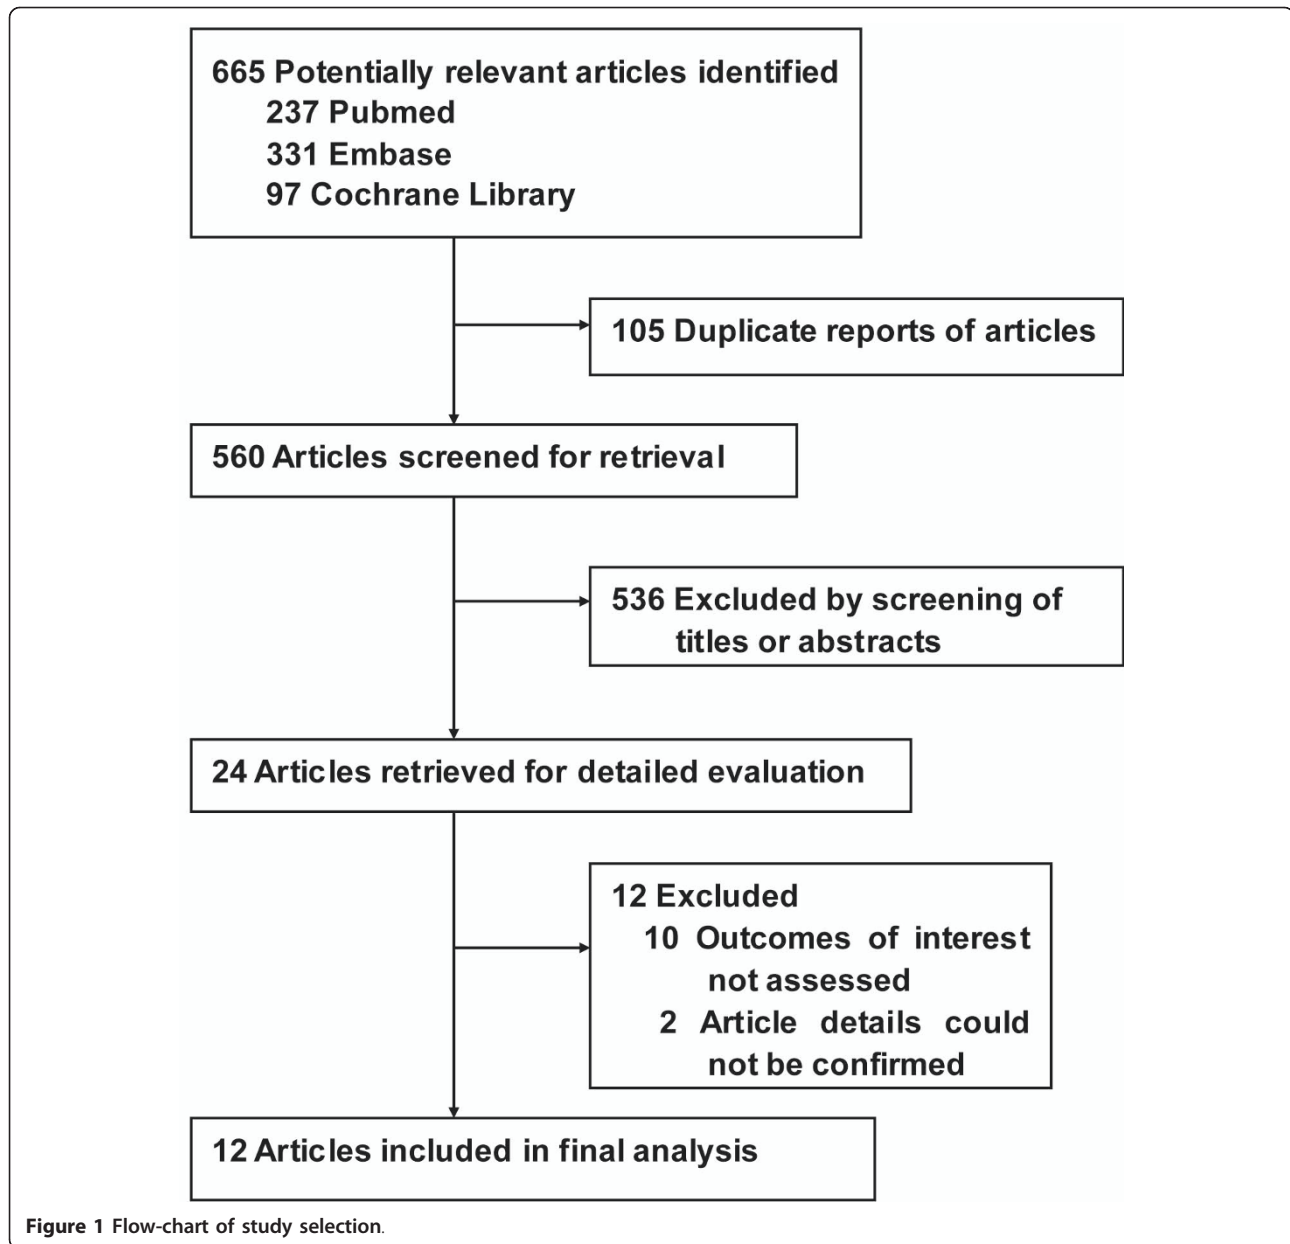 665 Potentially relevant articles identified
237 Pubmed
331 Embase
97 Cochrane Library
105 Duplicate reports of articles
560 Articles screened for retrieval
536 Excluded by screening of
titles or abstracts
24 Articles retrieved for detailed evaluation
12 Excluded
10 Outcomes of interest
not assessed
2 Article details could
not be confirmed
12 Articles included in final analysis
Figure 1 Flow-chart of study selection.